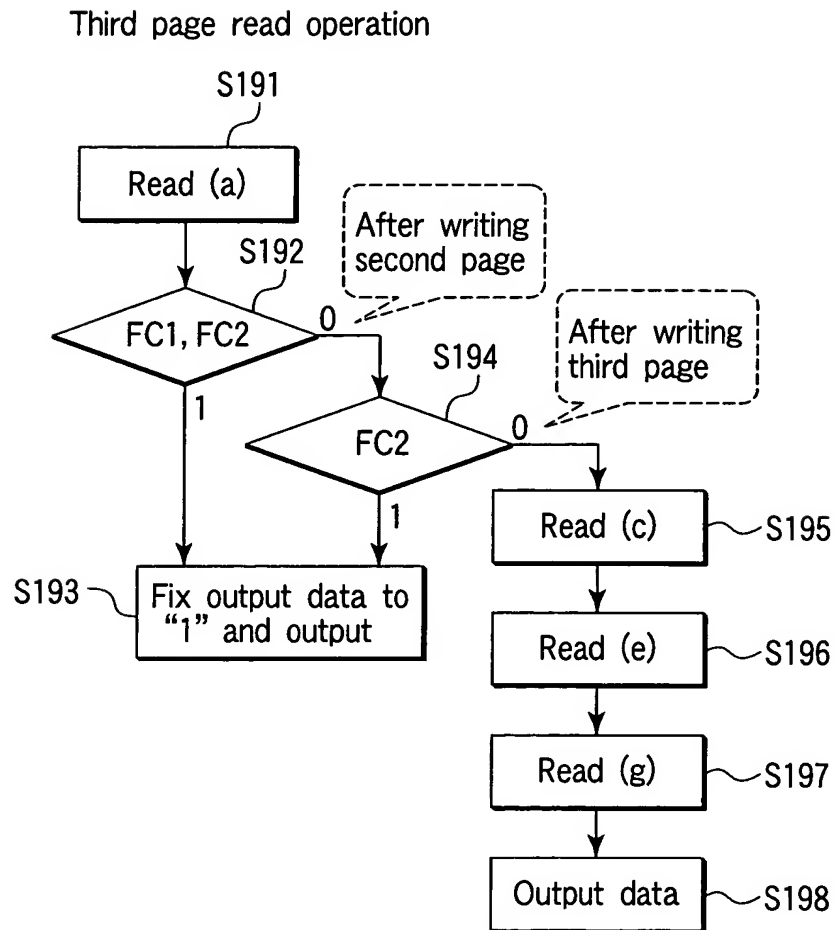 Third page read operation
S191
Read (a)
After writing
second page
S192
FC1, FC2
0
1
After writing
third page
S194
FC2
0
1
Read (c)
S195
S193
Fix output data to
“1” and output
Read (e)
S196
Read (g)
S197
Output data
S198